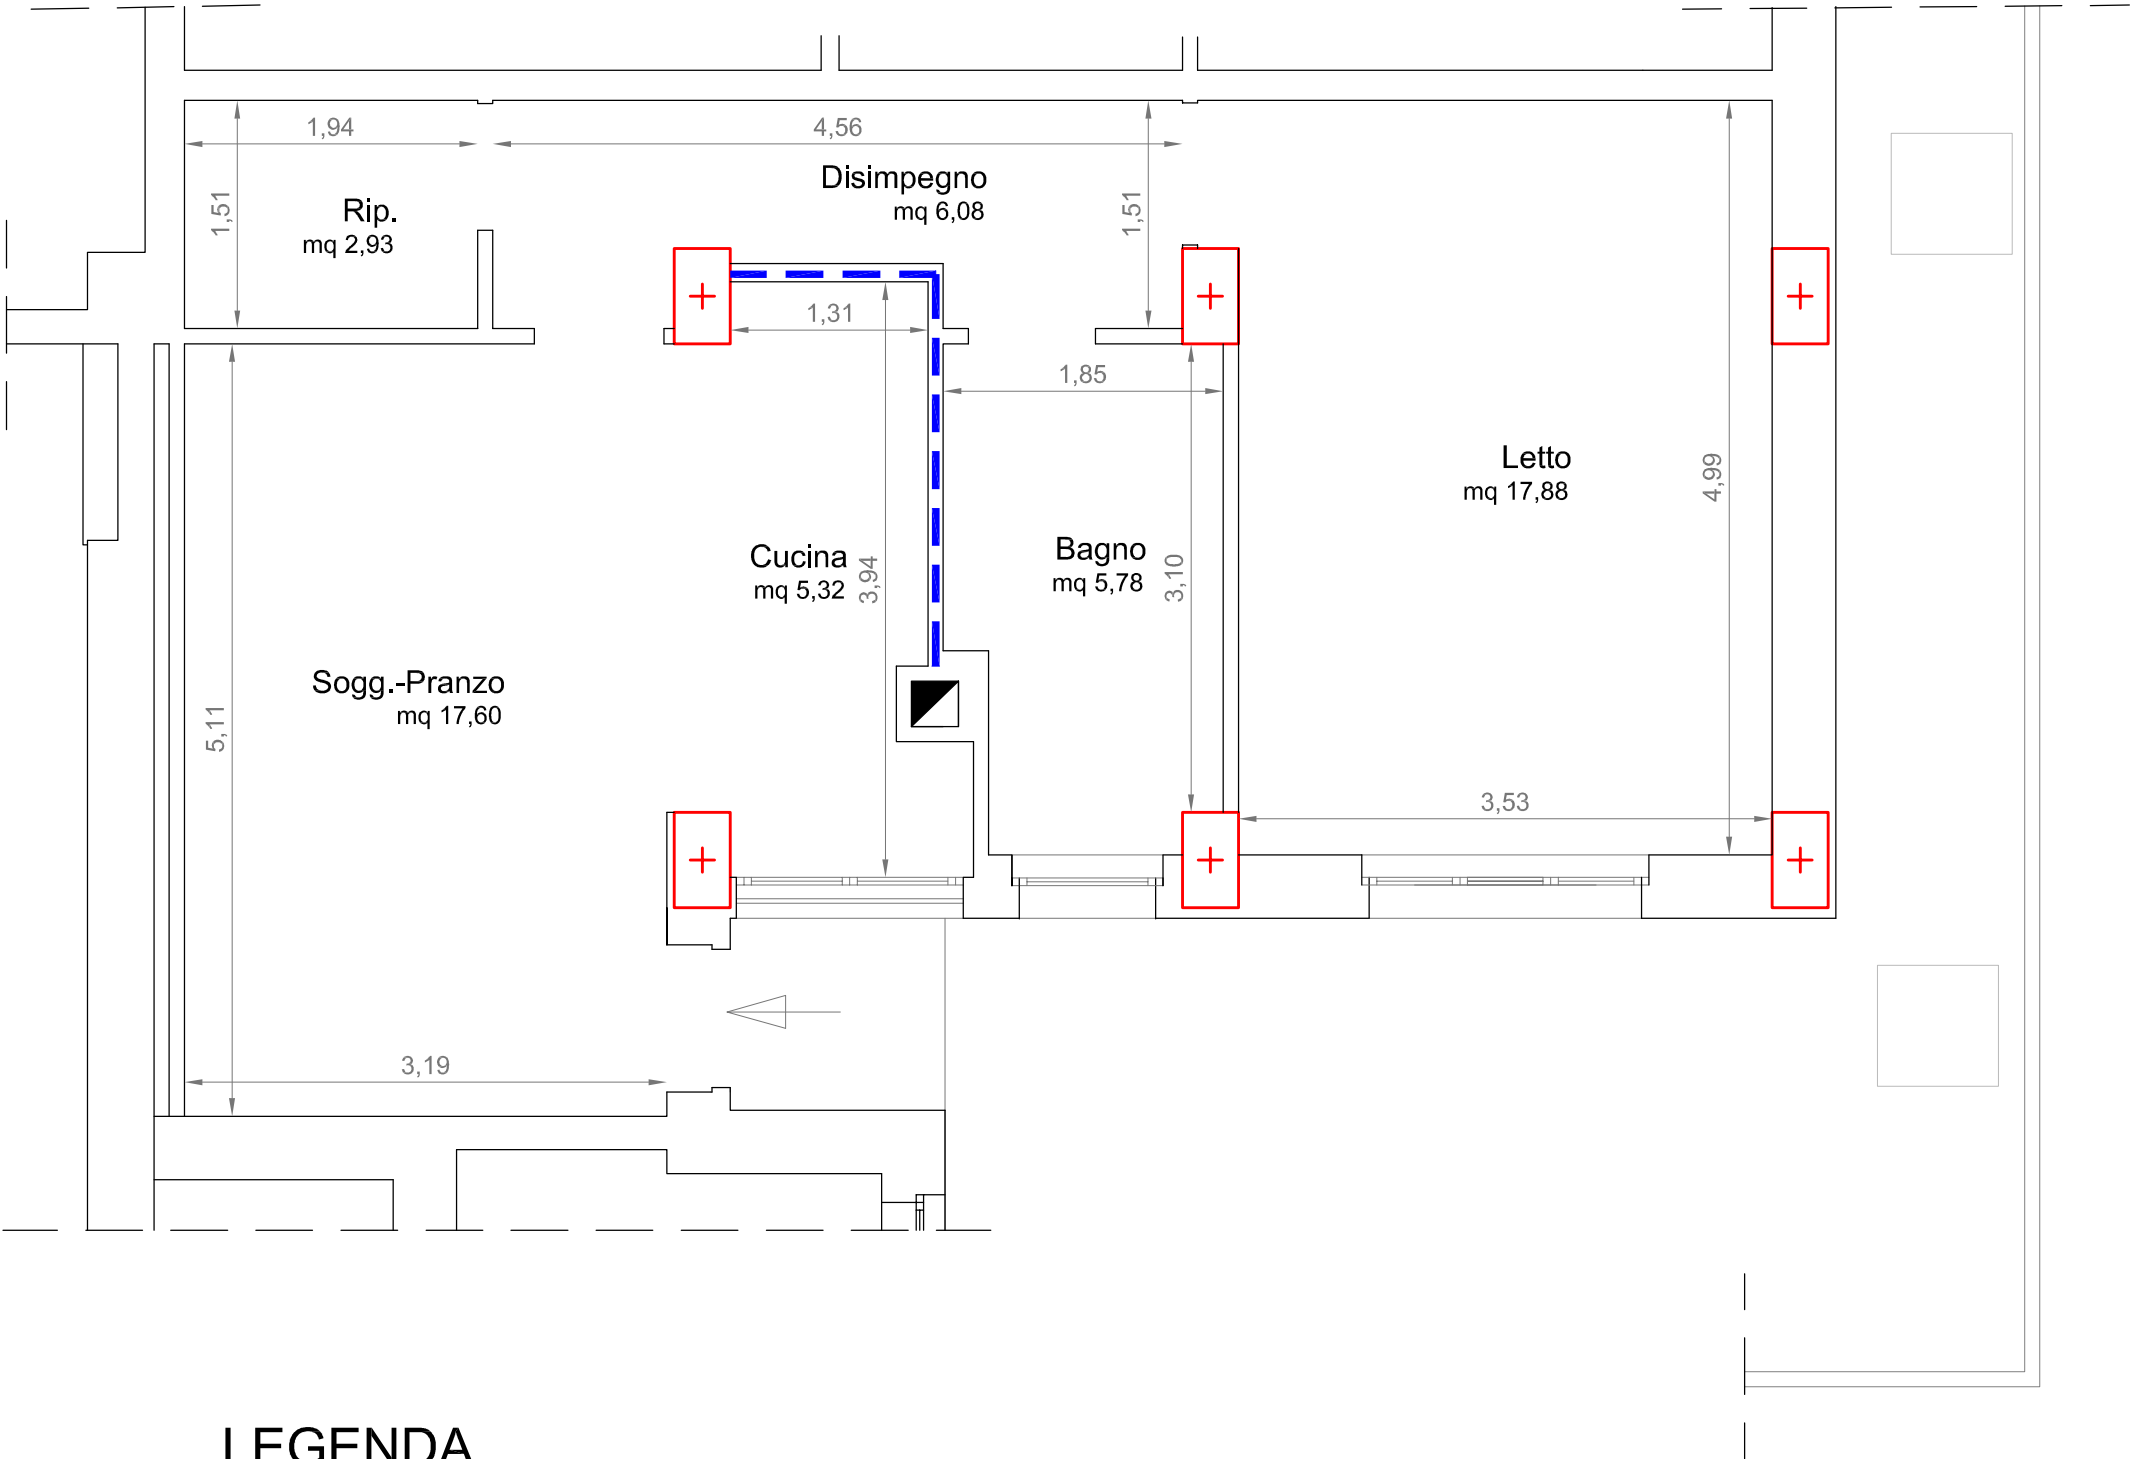 1,94
4,56
Disimpegno
mq 6,08
1,51
Rip.
mq 2,93
1,51
1,31
1,85
Letto
mq 17,88
4,99
Cucina
mq 5,32
3,94
Bagno
mq 5,78
3,10
Sogg.-Pranzo
mq 17,60
5,11
3,53
3,19
LEGENDA